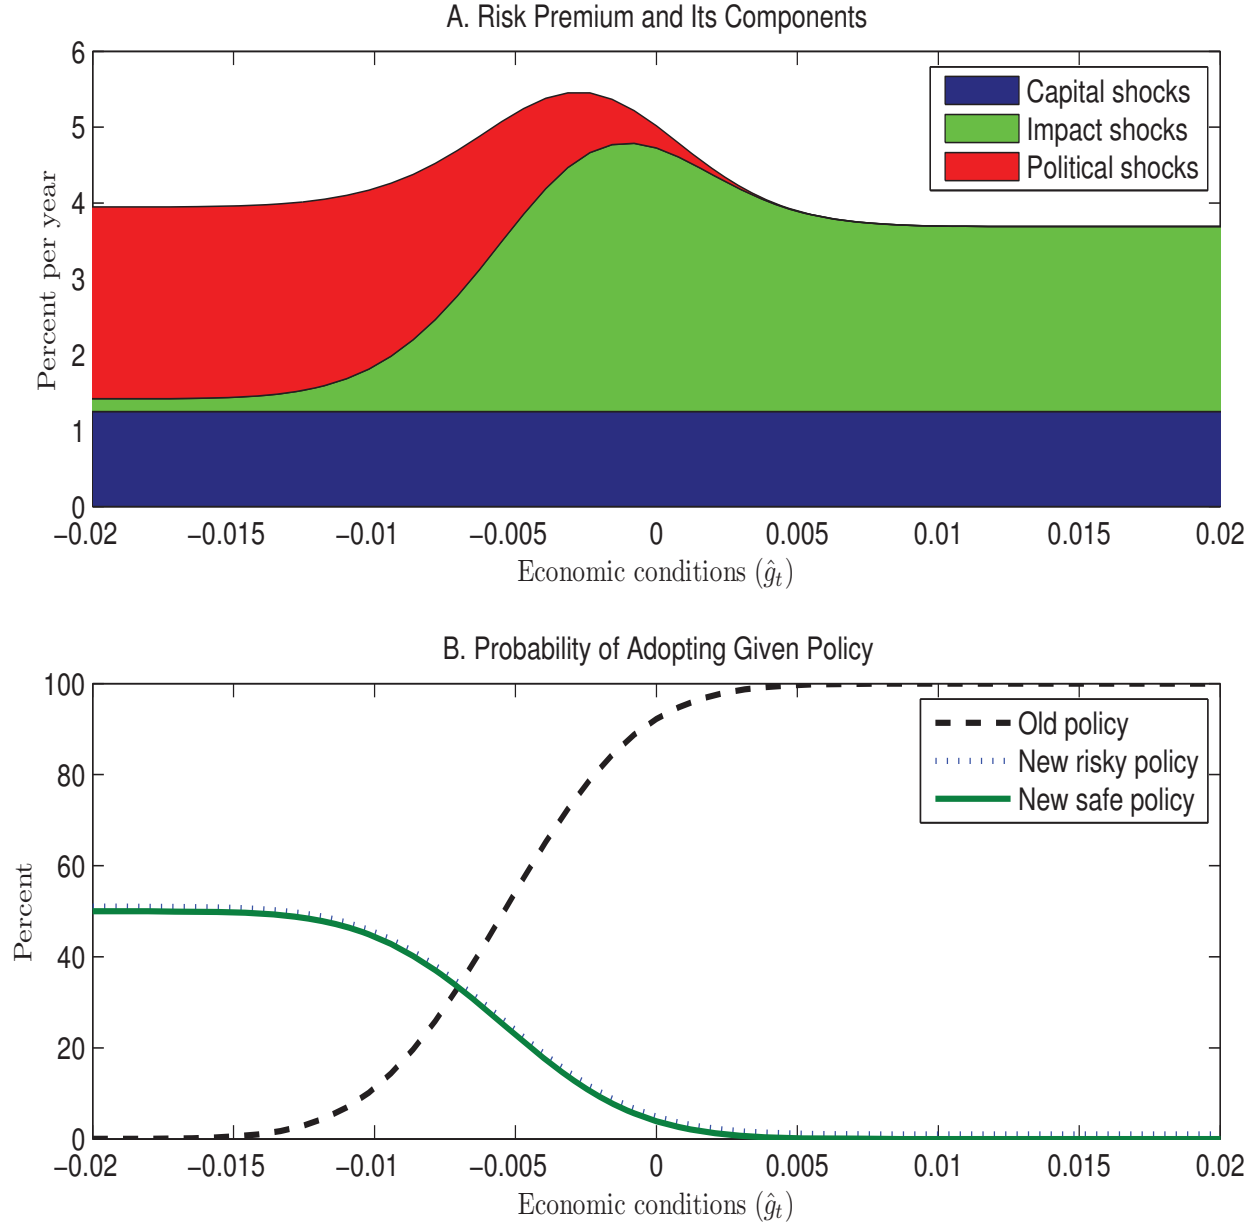 A. Risk Premium and Its Components
6
5
4
3
2
1
0
Percent per year
Capital shocks
Impact shocks
Political shocks
−0.02 −0.015 −0.01 −0.005 0 0.005 0.01 0.015 0.02
Economic conditions (ĝₜ)
B. Probability of Adopting Given Policy
100
80
60
40
20
0
Percent
Old policy
New risky policy
New safe policy
−0.02 −0.015 −0.01 −0.005 0 0.005 0.01 0.015 0.02
Economic conditions (ĝₜ)